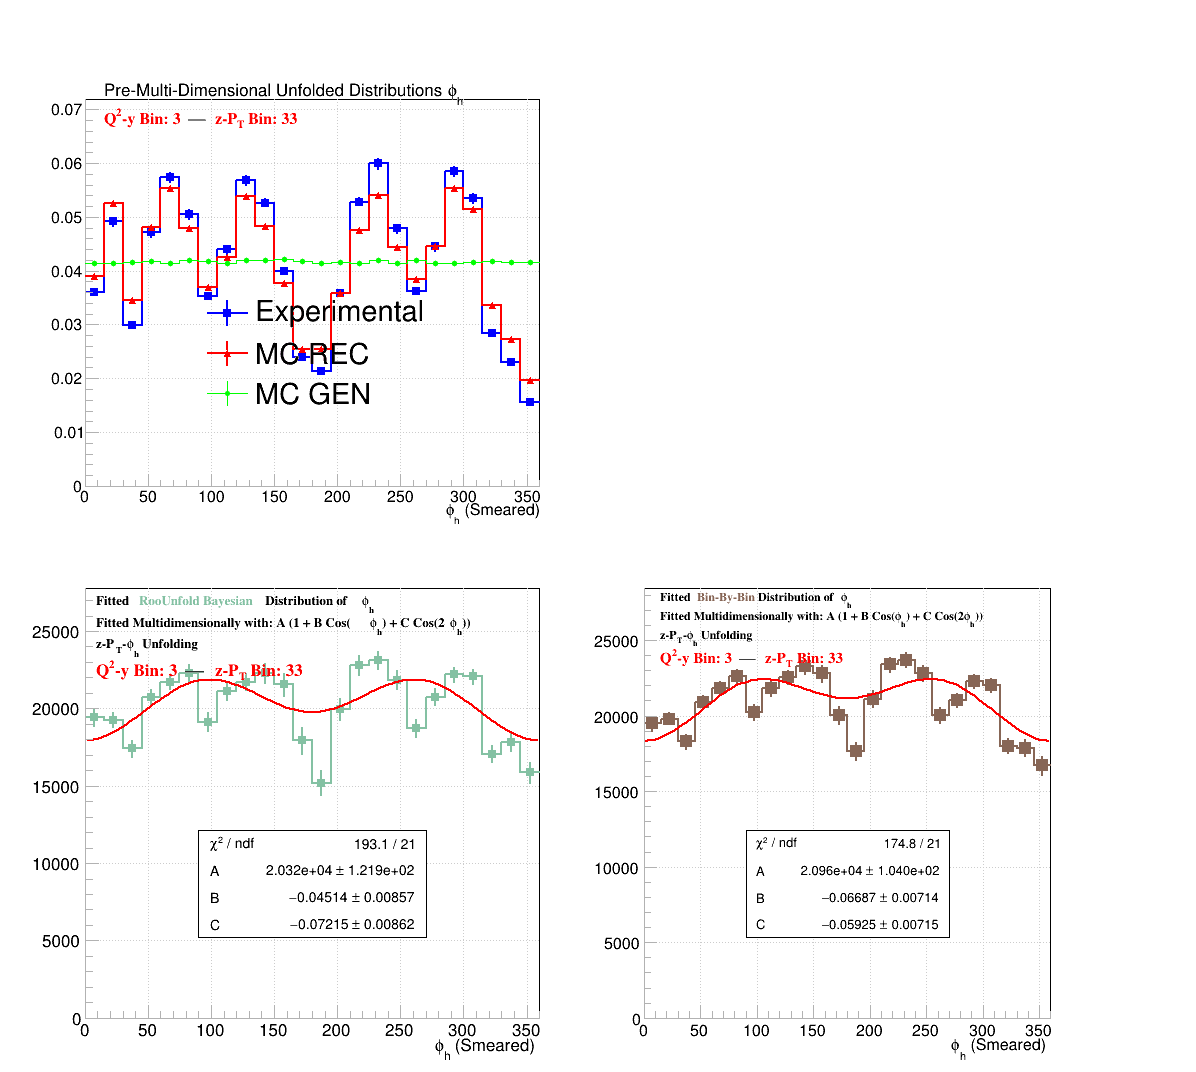 Pre-Multi-Dimensional Unfolded Distributions ϕh
Q2-y Bin: 3 — z-PT Bin: 33
0.07
0.06
0.05
0.04
0.03
0.02
0.01
0
Experimental
MC REC
MC GEN
0 50 100 150 200 250 300 350
ϕh (Smeared)
Fitted RooUnfold Bayesian Distribution of ϕh
Fitted Multidimensionally with: A (1 + B Cos( ϕh) + C Cos(2 ϕh))
z-PT-ϕh Unfolding
Q2-y Bin: 3 — z-PT Bin: 33
25000
20000
15000
10000
5000
0
χ2 / ndf 193.1 / 21
A 2.032e+04 ± 1.219e+02
B −0.04514 ± 0.00857
C −0.07215 ± 0.00862
0 50 100 150 200 250 300 350
ϕh (Smeared)
Fitted Bin-By-Bin Distribution of ϕh
Fitted Multidimensionally with: A (1 + B Cos(ϕh) + C Cos(2ϕh))
z-PT-ϕh Unfolding
Q2-y Bin: 3 — z-PT Bin: 33
25000
20000
15000
10000
5000
0
χ2 / ndf 174.8 / 21
A 2.096e+04 ± 1.040e+02
B −0.06687 ± 0.00714
C −0.05925 ± 0.00715
0 50 100 150 200 250 300 350
ϕh (Smeared)